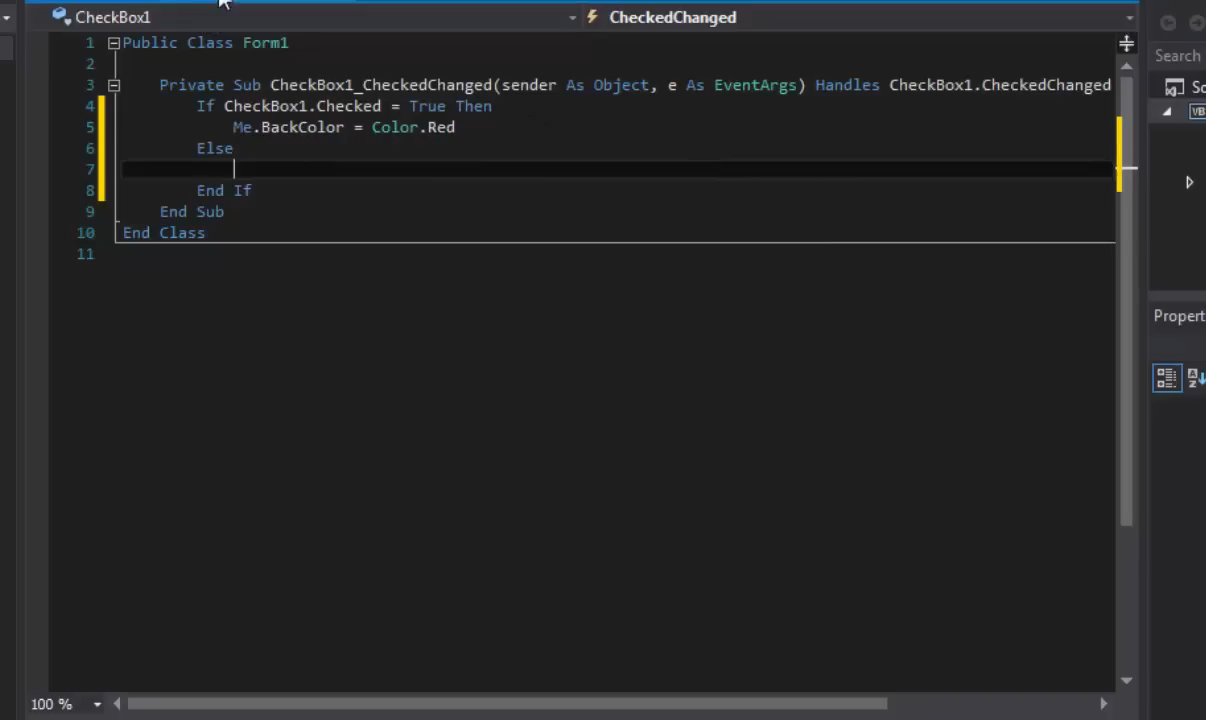 CheckBox1 CheckedChanged
1 Public Class Form1
2
3 Private Sub CheckBox1_CheckedChanged(sender As Object, e As EventArgs) Handles CheckBox1.CheckedChanged
4 If CheckBox1.Checked = True Then
5 Me.BackColor = Color.Red
6 Else
7
8 End If
9 End Sub
10 End Class
11
100 %
Search
VB
Propert